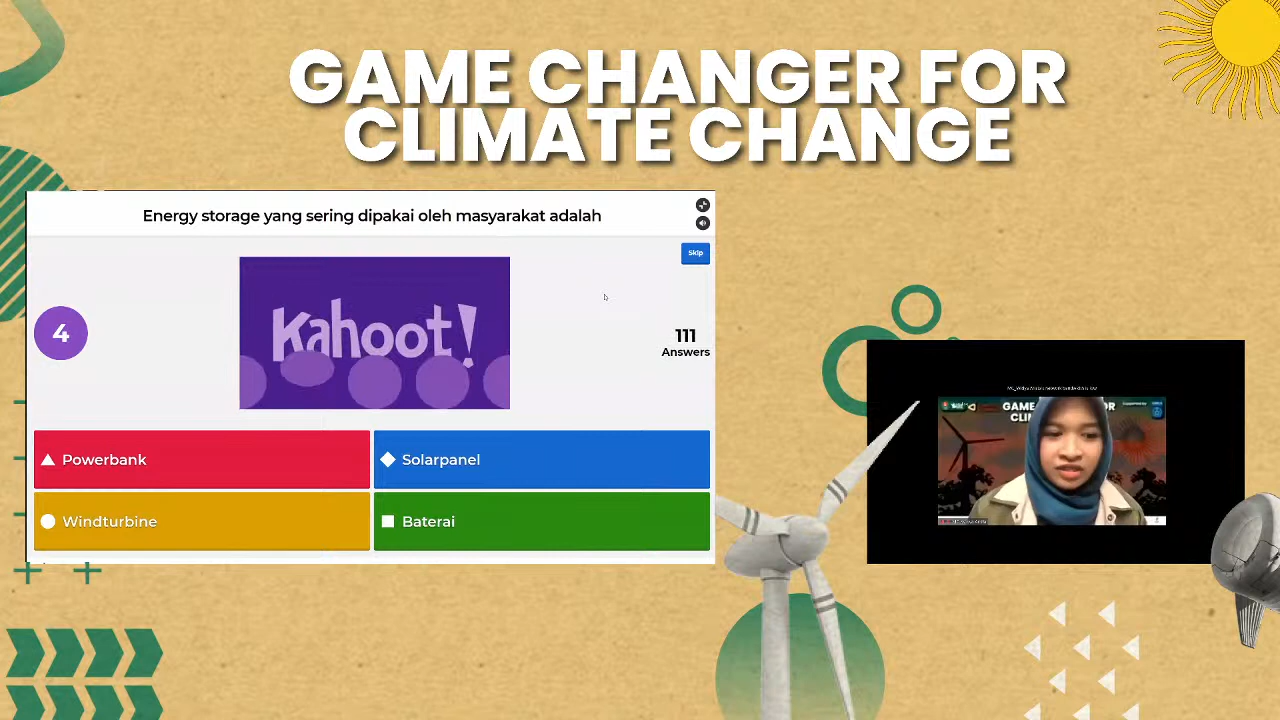 GAME CHANGER FOR
CLIMATE CHANGE
Energy storage yang sering dipakai oleh masyarakat adalah
Skip
4
Kahoot!
111
Answers
Powerbank
Solarpanel
Windturbine
Baterai